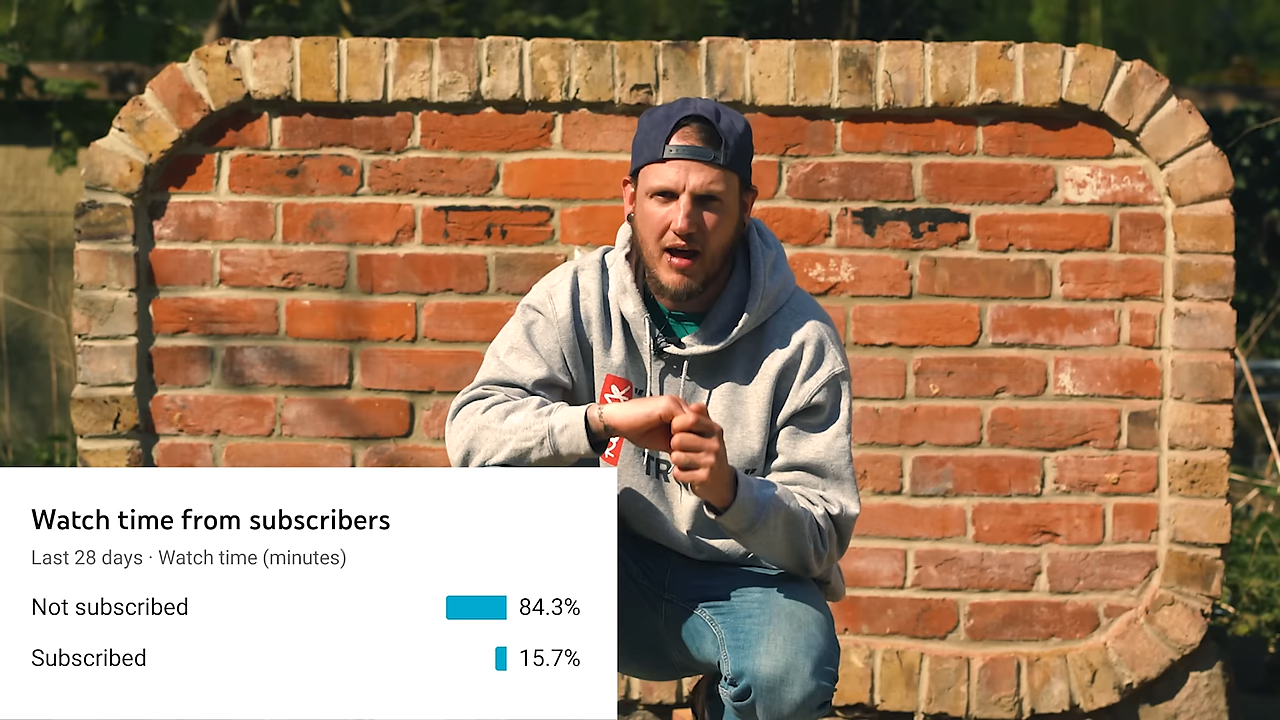 Watch time from subscribers
Last 28 days · Watch time (minutes)
Not subscribed 84.3%
Subscribed 15.7%